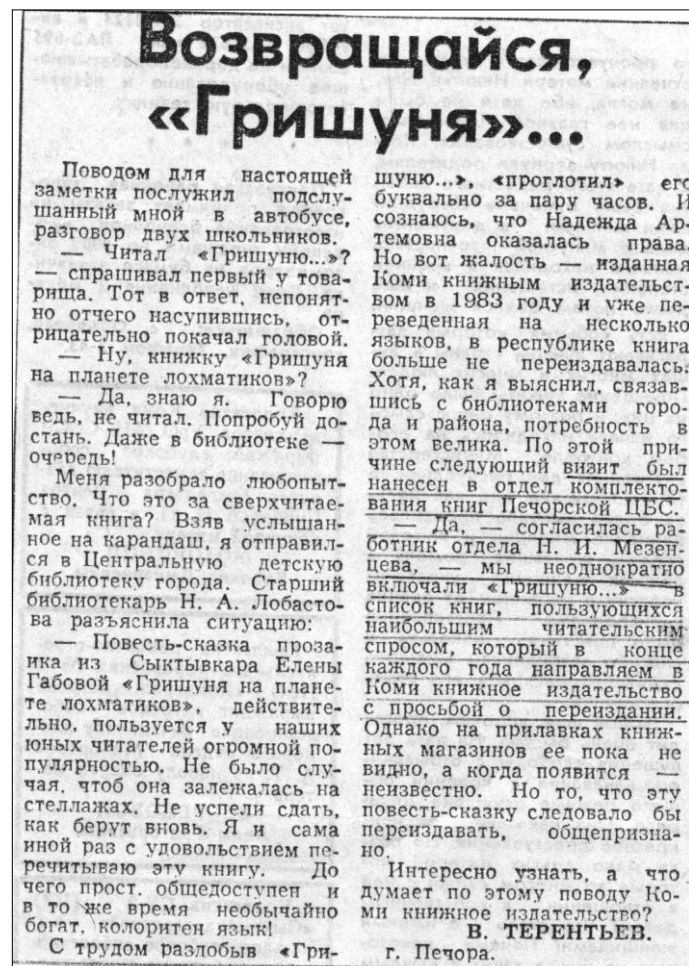 Возвращайся,
«Гришуня»...
Поводом для настоящей
заметки послужил подслу-
шанный мной в автобусе,
разговор двух школьников.
— Читал «Гришуню...»?
— спрашивал первый у това-
рища. Тот в ответ, непонят-
но отчего насупившись, от-
рицательно покачал головой.
— Ну, книжку «Гришуня
на планете лохматиков»?
— Да, знаю я. Говорю
ведь, не читал. Попробуй до-
стань. Даже в библиотеке —
очередь!
Меня разобрало любопыт-
ство. Что это за сверхчитае-
мая книга? Взяв услышан-
ное на карандаш, я отправил-
ся в Центральную детскую
библиотеку города. Старший
библиотекарь Н. А. Лобасто-
ва разъяснила ситуацию:
— Повесть-сказка проза-
ика из Сыктывкара Елены
Габовой «Гришуня на плане-
те лохматиков», действите-
льно, пользуется у наших
юных читателей огромной по-
пулярностью. Не было слу-
чая, чтоб она залежалась на
стеллажах. Не успели сдать,
как берут вновь. Я и сама
иной раз с удовольствием пе-
речитываю эту книгу. До
чего прост, общедоступен и
в то же время необычайно
богат, колоритен язык!
С трудом разлобыв «Гри-
шуню...», «проглотил» его
буквально за пару часов. И
сознаюсь, что Надежда Ар-
темовна оказалась права.
Но вот жалость — изданная
Коми книжным издательст-
вом в 1983 году и уже пе-
реведенная на несколько
языков, в республике книга
больше не переиздавалась.
Хотя, как я выяснил, связав-
шись с библиотеками горо-
да и района, потребность в
этом велика. По этой при-
чине следующий визит был
нанесен в отдел комплекто-
вания книг Печорской ЦБС.
— Да, — согласилась ра-
ботник отдела Н. И. Мезен-
цева, — мы неоднократно
включали «Гришуню...» в
список книг, пользующихся
наибольшим читательским
спросом, который в конце
каждого года направляем в
Коми книжное издательство
с просьбой о переиздании.
Однако на прилавках книж-
ных магазинов ее пока не
видно, а когда появится —
неизвестно. Но то, что эту
повесть-сказку следовало бы
переиздавать, общепризна-
но.
Интересно узнать, а что
думает по этому поводу Ко-
ми книжное издательство?
В. ТЕРЕНТЬЕВ.
г. Печора.